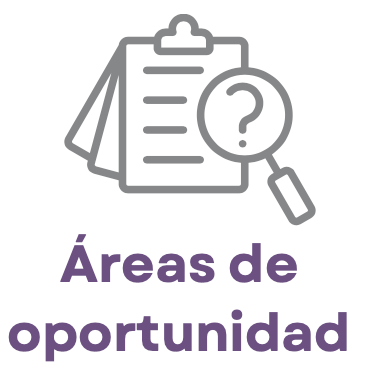 ?
Áreas de
oportunidad